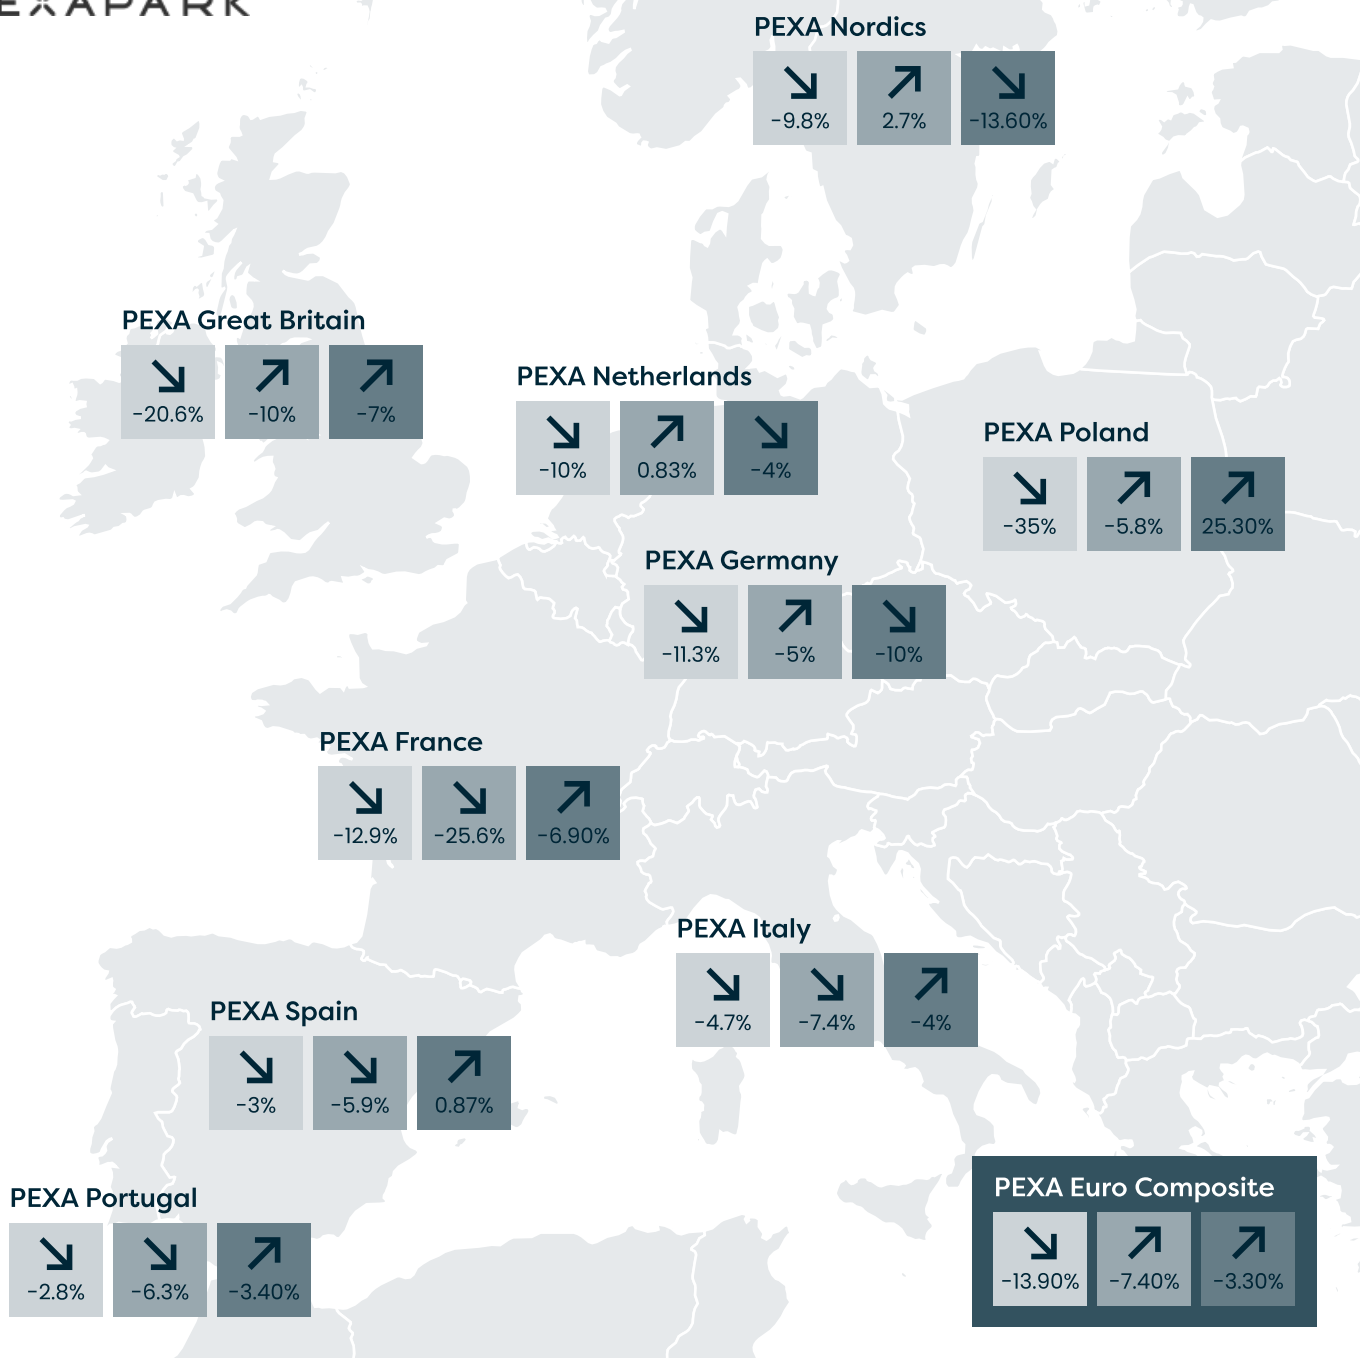 EXAPARK
PEXA Nordics
-9.8% 2.7% -13.60%
PEXA Great Britain
-20.6% -10% -7%
PEXA Netherlands
-10% 0.83% -4%
PEXA Poland
-35% -5.8% 25.30%
PEXA Germany
-11.3% -5% -10%
PEXA France
-12.9% -25.6% -6.90%
PEXA Italy
-4.7% -7.4% -4%
PEXA Spain
-3% -5.9% 0.87%
PEXA Portugal
-2.8% -6.3% -3.40%
PEXA Euro Composite
-13.90% -7.40% -3.30%